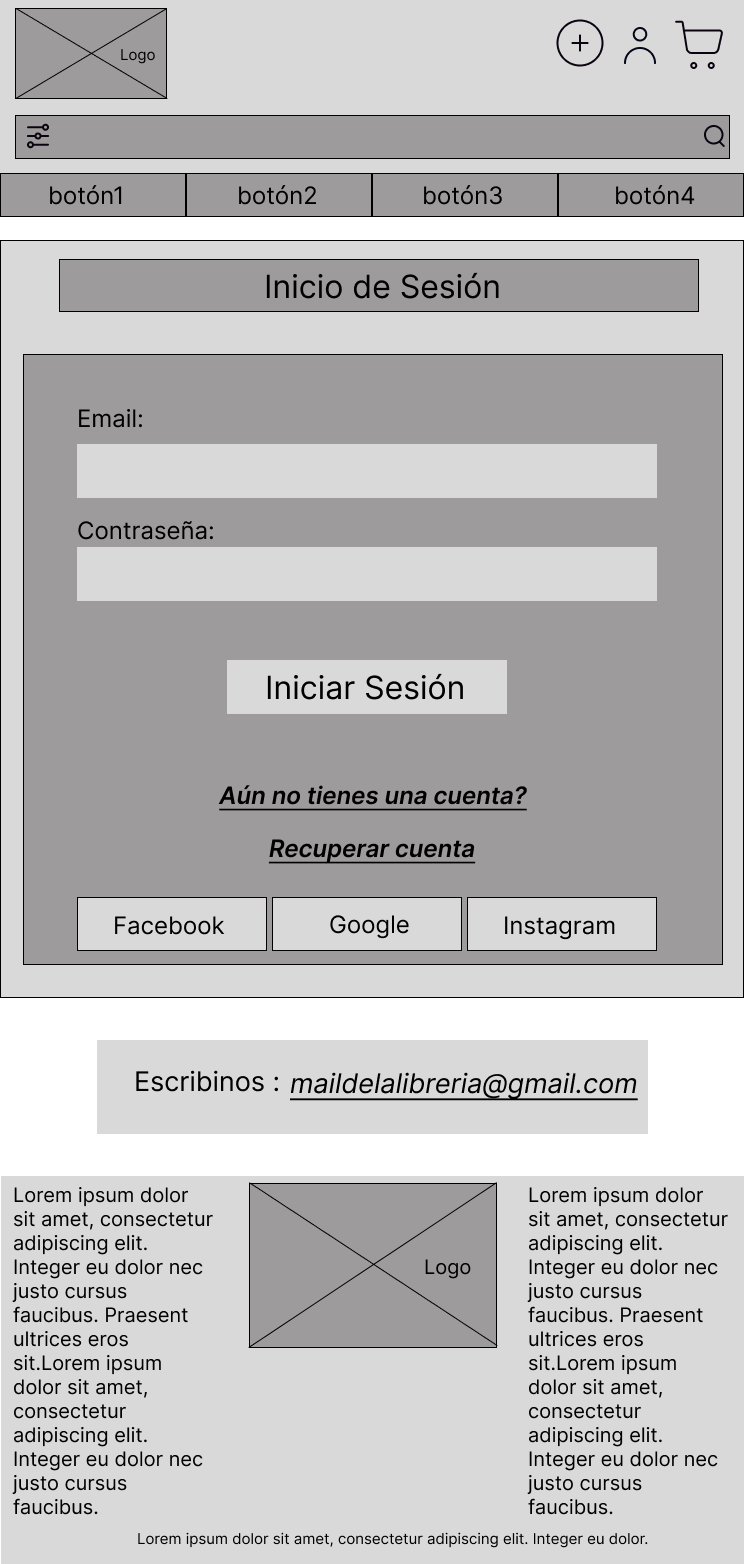 Logo
botón1
botón2
botón3
botón4
Inicio de Sesión
Email:
Contraseña:
Iniciar Sesión
Aún no tienes una cuenta?
Recuperar cuenta
Facebook
Google
Instagram
Escribinos : maildelalibreria@gmail.com
Lorem ipsum dolor
sit amet, consectetur
adipiscing elit.
Integer eu dolor nec
justo cursus
faucibus. Praesent
ultrices eros
sit.Lorem ipsum
dolor sit amet,
consectetur
adipiscing elit.
Integer eu dolor nec
justo cursus
faucibus.
Logo
Lorem ipsum dolor
sit amet, consectetur
adipiscing elit.
Integer eu dolor nec
justo cursus
faucibus. Praesent
ultrices eros
sit.Lorem ipsum
dolor sit amet,
consectetur
adipiscing elit.
Integer eu dolor nec
justo cursus
faucibus.
Lorem ipsum dolor sit amet, consectetur adipiscing elit. Integer eu dolor.